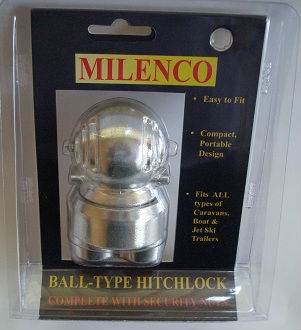 MILENCO
• Easy to Fit
• Compact,
Portable
Design
• Fits ALL
types of
Caravans,
Boat &
Jet Ski
Trailers
BALL-TYPE HITCHLOCK
COMPLETE WITH SECURITY